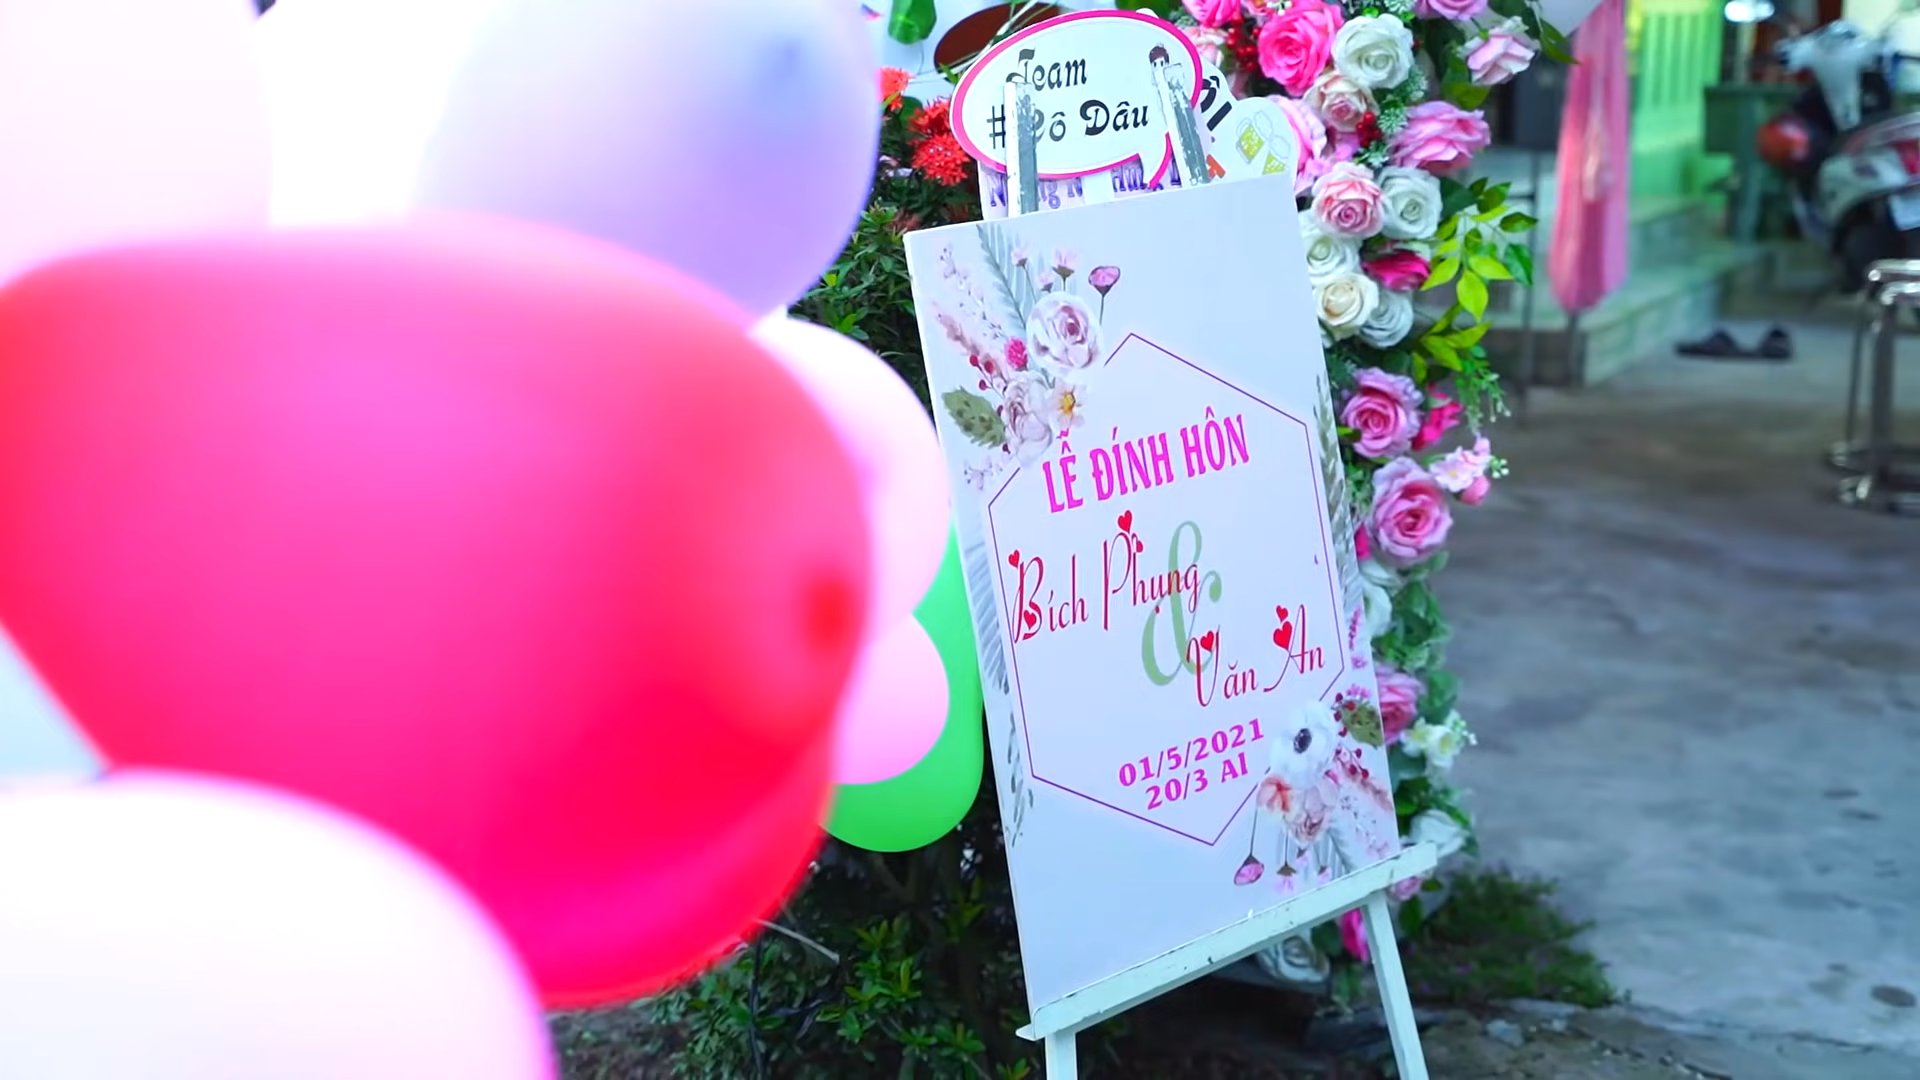 Team
#Cô Dâu
LỄ ĐÍNH HÔN
Bích Phụng
&
Văn An
01/5/2021
20/3 Al